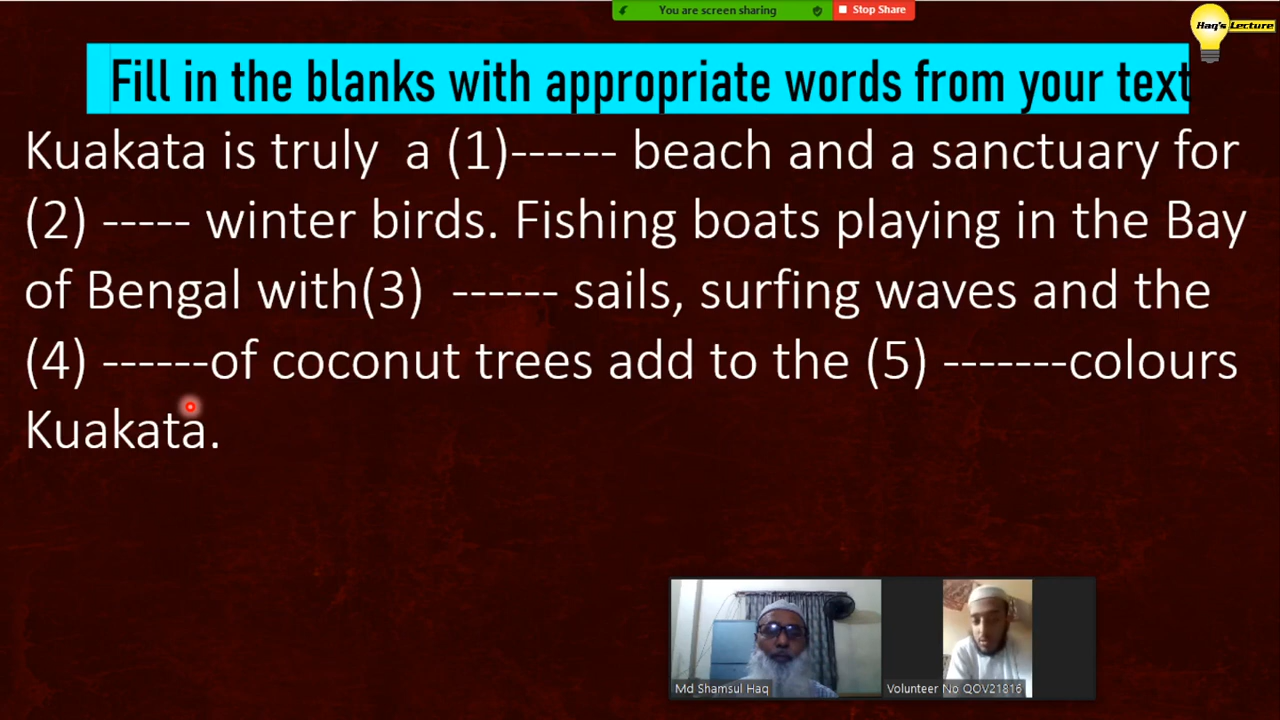 You are screen sharing
Stop Share
Haq's Lecture
Fill in the blanks with appropriate words from your text
Kuakata is truly a (1)------ beach and a sanctuary for
(2) ----- winter birds. Fishing boats playing in the Bay
of Bengal with(3) ------ sails, surfing waves and the
(4) ------of coconut trees add to the (5) -------colours
Kuakata.
Md Shamsul Haq
Volunteer No QOV21816